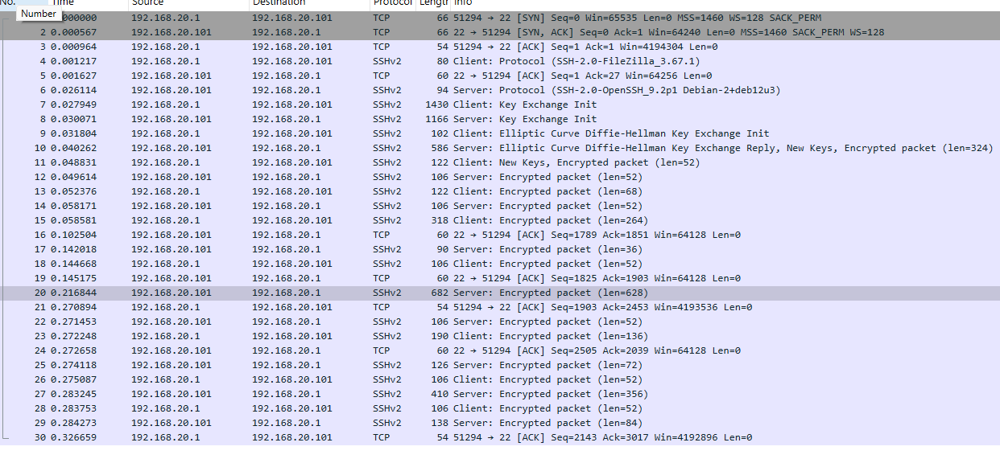 No. Time Source Destination Protocol Length Info
Number
000000 192.168.20.1 192.168.20.101 TCP 66 51294 → 22 [SYN] Seq=0 Win=65535 Len=0 MSS=1460 WS=128 SACK_PERM
2 0.000567 192.168.20.101 192.168.20.1 TCP 66 22 → 51294 [SYN, ACK] Seq=0 Ack=1 Win=64240 Len=0 MSS=1460 SACK_PERM WS=128
3 0.000964 192.168.20.1 192.168.20.101 TCP 54 51294 → 22 [ACK] Seq=1 Ack=1 Win=4194304 Len=0
4 0.001217 192.168.20.1 192.168.20.101 SSHv2 80 Client: Protocol (SSH-2.0-FileZilla_3.67.1)
5 0.001627 192.168.20.101 192.168.20.1 TCP 60 22 → 51294 [ACK] Seq=1 Ack=27 Win=64256 Len=0
6 0.026114 192.168.20.101 192.168.20.1 SSHv2 94 Server: Protocol (SSH-2.0-OpenSSH_9.2p1 Debian-2+deb12u3)
7 0.027949 192.168.20.1 192.168.20.101 SSHv2 1430 Client: Key Exchange Init
8 0.030071 192.168.20.101 192.168.20.1 SSHv2 1166 Server: Key Exchange Init
9 0.031804 192.168.20.1 192.168.20.101 SSHv2 102 Client: Elliptic Curve Diffie-Hellman Key Exchange Init
10 0.040262 192.168.20.101 192.168.20.1 SSHv2 586 Server: Elliptic Curve Diffie-Hellman Key Exchange Reply, New Keys, Encrypted packet (len=324)
11 0.048831 192.168.20.1 192.168.20.101 SSHv2 122 Client: New Keys, Encrypted packet (len=52)
12 0.049614 192.168.20.101 192.168.20.1 SSHv2 106 Server: Encrypted packet (len=52)
13 0.052376 192.168.20.1 192.168.20.101 SSHv2 122 Client: Encrypted packet (len=68)
14 0.058171 192.168.20.101 192.168.20.1 SSHv2 106 Server: Encrypted packet (len=52)
15 0.058581 192.168.20.1 192.168.20.101 SSHv2 318 Client: Encrypted packet (len=264)
16 0.102504 192.168.20.101 192.168.20.1 TCP 60 22 → 51294 [ACK] Seq=1789 Ack=1851 Win=64128 Len=0
17 0.142018 192.168.20.101 192.168.20.1 SSHv2 90 Server: Encrypted packet (len=36)
18 0.144668 192.168.20.1 192.168.20.101 SSHv2 106 Client: Encrypted packet (len=52)
19 0.145175 192.168.20.101 192.168.20.1 TCP 60 22 → 51294 [ACK] Seq=1825 Ack=1903 Win=64128 Len=0
20 0.216844 192.168.20.101 192.168.20.1 SSHv2 682 Server: Encrypted packet (len=628)
21 0.270894 192.168.20.1 192.168.20.101 TCP 54 51294 → 22 [ACK] Seq=1903 Ack=2453 Win=4193536 Len=0
22 0.271453 192.168.20.101 192.168.20.1 SSHv2 106 Server: Encrypted packet (len=52)
23 0.272248 192.168.20.1 192.168.20.101 SSHv2 190 Client: Encrypted packet (len=136)
24 0.272658 192.168.20.101 192.168.20.1 TCP 60 22 → 51294 [ACK] Seq=2505 Ack=2039 Win=64128 Len=0
25 0.274118 192.168.20.101 192.168.20.1 SSHv2 126 Server: Encrypted packet (len=72)
26 0.275087 192.168.20.1 192.168.20.101 SSHv2 106 Client: Encrypted packet (len=52)
27 0.283245 192.168.20.101 192.168.20.1 SSHv2 410 Server: Encrypted packet (len=356)
28 0.283753 192.168.20.1 192.168.20.101 SSHv2 106 Client: Encrypted packet (len=52)
29 0.284273 192.168.20.101 192.168.20.1 SSHv2 138 Server: Encrypted packet (len=84)
30 0.326659 192.168.20.1 192.168.20.101 TCP 54 51294 → 22 [ACK] Seq=2143 Ack=3017 Win=4192896 Len=0